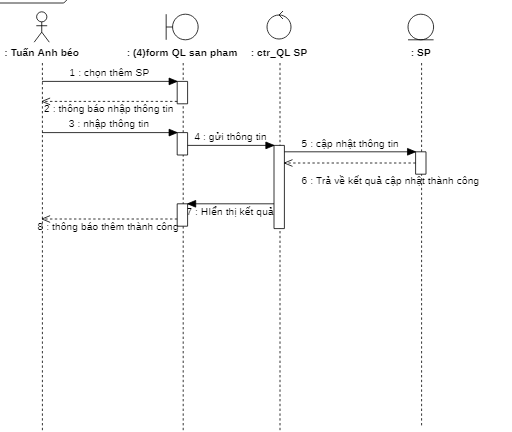 : Tuấn Anh béo
: (4)form QL san pham
: ctr_QL SP
: SP
1 : chọn thêm SP
2 : thông báo nhập thông tin
3 : nhập thông tin
4 : gửi thông tin
5 : cập nhật thông tin
6 : Trả về kết quả cập nhật thành công
7 : HIển thị kết quả
8 : thông báo thêm thành công